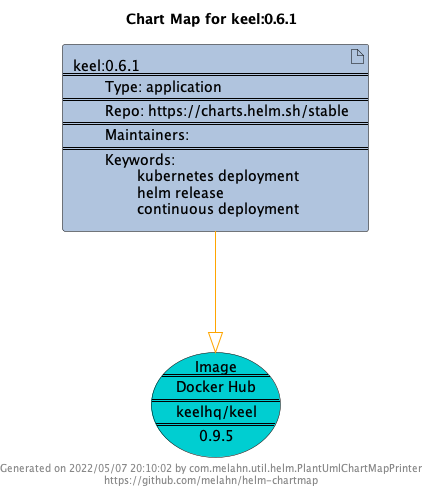 Chart Map for keel:0.6.1
keel:0.6.1
Type: application
Repo: https://charts.helm.sh/stable
Maintainers:
Keywords:
kubernetes deployment
helm release
continuous deployment
Image
Docker Hub
keelhq/keel
0.9.5
Generated on 2022/05/07 20:10:02 by com.melahn.util.helm.PlantUmlChartMapPrinter
https://github.com/melahn/helm-chartmap